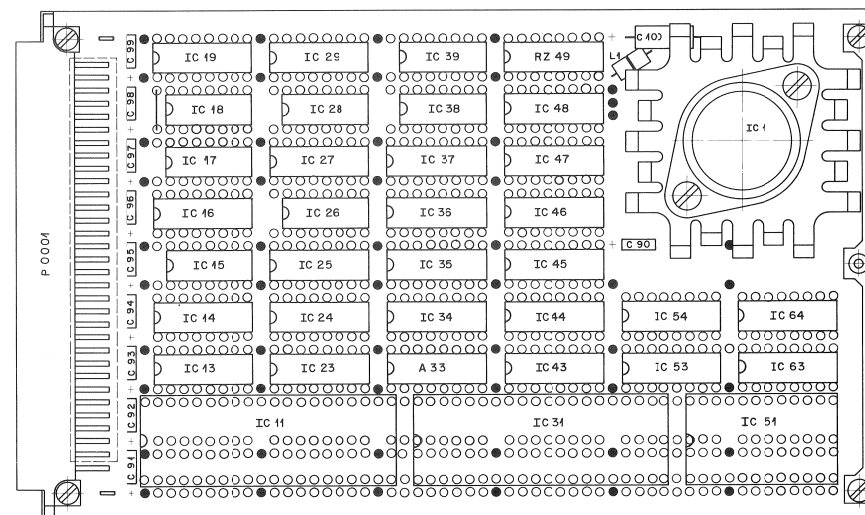 C 99 IC 19 IC 29 IC 39 RZ 49 L1 C 100
C 98 IC 18 IC 28 IC 38 IC 48 IC 1
C 97 IC 17 IC 27 IC 37 IC 47
C 96 IC 16 IC 26 IC 36 IC 46
P 0001
C 95 IC 15 IC 25 IC 35 IC 45 C 90
C 94 IC 14 IC 24 IC 34 IC 44 IC 54 IC 64
C 93 IC 13 IC 23 A 33 IC 43 IC 53 IC 63
C 92 IC 11 IC 31 IC 51
C 91